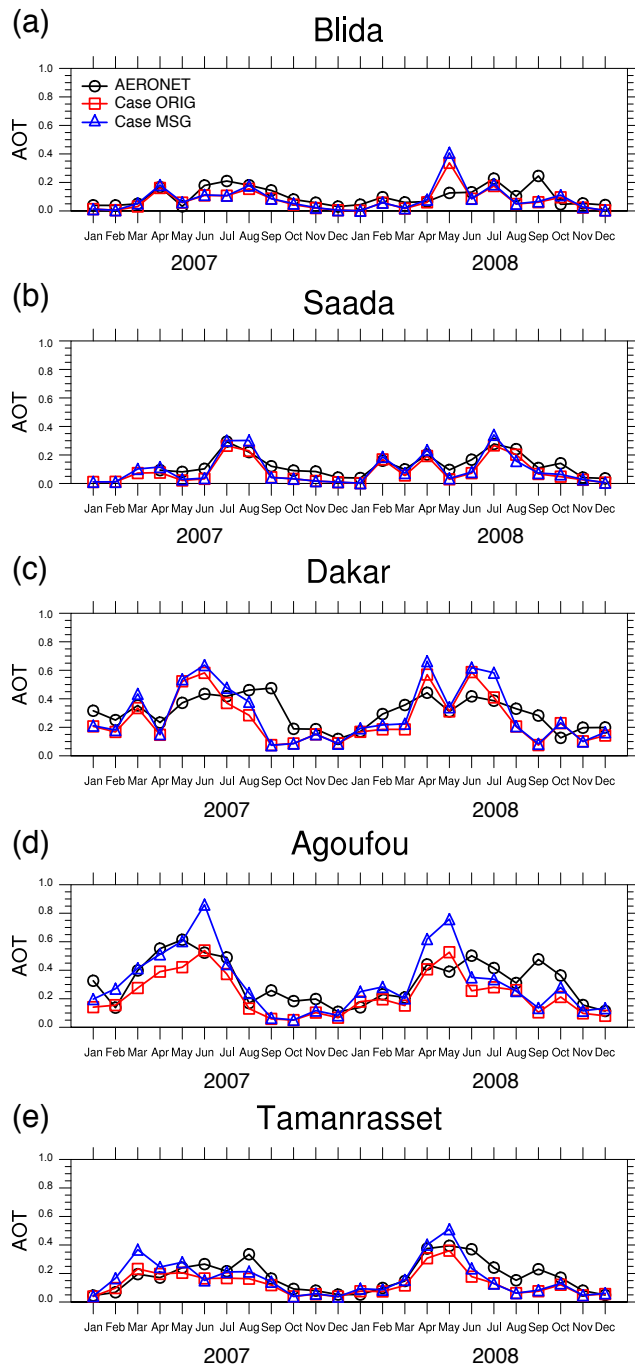 (a) Blida
AOT
1.0
0.8
0.6
0.4
0.2
0.0
AERONET
Case ORIG
Case MSG
Jan Feb Mar Apr May Jun Jul Aug Sep Oct Nov Dec Jan Feb Mar Apr May Jun Jul Aug Sep Oct Nov Dec
2007 2008
(b) Saada
AOT
1.0
0.8
0.6
0.4
0.2
0.0
Jan Feb Mar Apr May Jun Jul Aug Sep Oct Nov Dec Jan Feb Mar Apr May Jun Jul Aug Sep Oct Nov Dec
2007 2008
(c) Dakar
AOT
1.0
0.8
0.6
0.4
0.2
0.0
Jan Feb Mar Apr May Jun Jul Aug Sep Oct Nov Dec Jan Feb Mar Apr May Jun Jul Aug Sep Oct Nov Dec
2007 2008
(d) Agoufou
AOT
1.0
0.8
0.6
0.4
0.2
0.0
Jan Feb Mar Apr May Jun Jul Aug Sep Oct Nov Dec Jan Feb Mar Apr May Jun Jul Aug Sep Oct Nov Dec
2007 2008
(e) Tamanrasset
AOT
1.0
0.8
0.6
0.4
0.2
0.0
Jan Feb Mar Apr May Jun Jul Aug Sep Oct Nov Dec Jan Feb Mar Apr May Jun Jul Aug Sep Oct Nov Dec
2007 2008